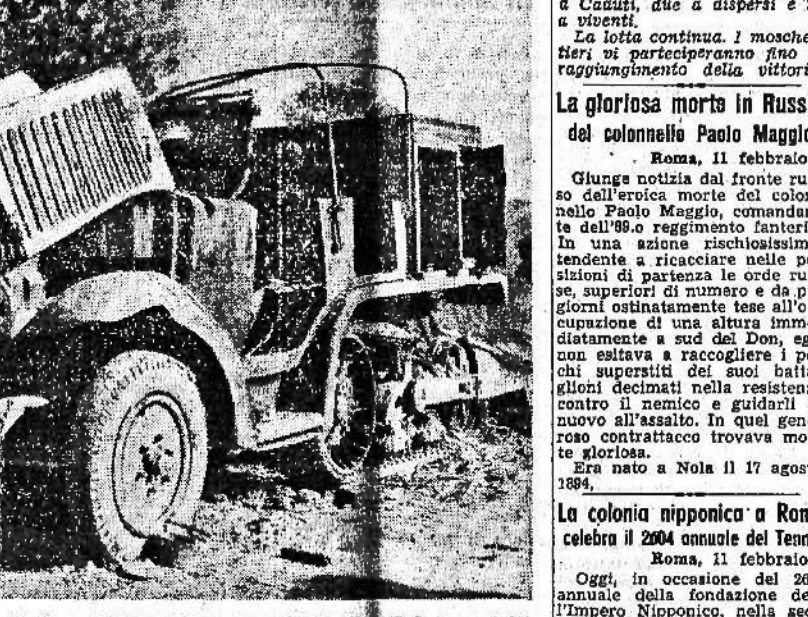 a Caduti, due a dispersi e
a viventi.
La lotta continua. I mosche
tieri vi parteciperanno fino
raggiungimento della vittori
La gloriosa morte in Russ
del colonnello Paolo Maggio
Roma, 11 febbraio
Giunge notizia dal fronte ru
so dell'eroica morte del colon
nello Paolo Maggio, comandan
te dell'89.o reggimento fanteri
In una azione rischiosissim
tendente a ricacciare nelle po
sizioni di partenza le orde ru
se, superiori di numero e da p
giorni ostinatamente tese all'o
cupazione di una altura imme
diatamente a sud del Don, eg
non esitava a raccogliere i po
chi superstiti dei suoi batta
glioni decimati nella resistenz
contro il nemico e guidarli
nuovo all'assalto. In quel gene
roso contrattacco trovava mor
te gloriosa.
Era nato a Nola il 17 agos
1894.
La colonia nipponica a Rom
celebra il 2604 annuale del Tenn
Roma, 11 febbraio
Oggi, in occasione del 26
annuale della fondazione de
l'Impero Nipponico, nella sed